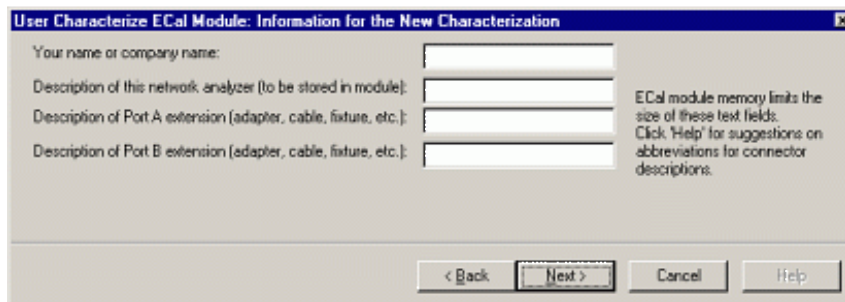 User Characterize ECal Module: Information for the New Characterization
Your name or company name:
Description of this network analyzer (to be stored in module):
Description of Port A extension (adapter, cable, fixture, etc.):
Description of Port B extension (adapter, cable, fixture, etc.):
ECal module memory limits the
size of these text fields.
Click 'Help' for suggestions on
abbreviations for connector
descriptions.
< Back
Next >
Cancel
Help